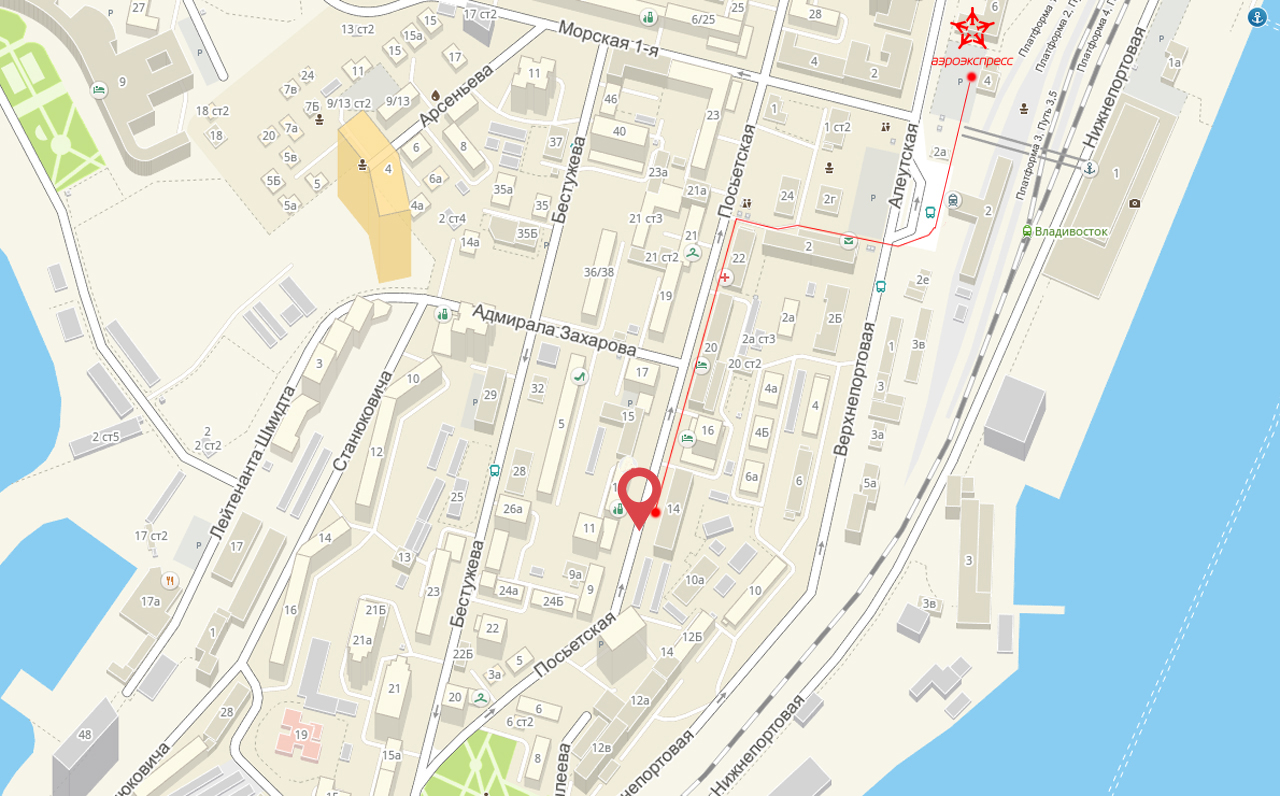 27
13 ст2
15
17 ст2
6/25
25
28
6
Платформа
Платформа 2, П
Платформа 4, Г
15а
15
17
Морская 1-я
4
2
аэроэкспресс
4
P
P
1а
P
9
24
11
7в
9/13
11
Нижнепортовая
7Б
9/13 ст2
Арсеньева
46
40
23
1
1 ст2
Платформа 3, Путь 3,5
18 ст2
18
20
7а
5в
5Б
5
5а
6
8
4
6а
4а
37
Бестужева
23а
35а
35
21а
Посьетская
24
2г
P
Алеутская
2а
1
2
2 ст4
14а
35Б
P
21 ст3
21
21 ст2
22
2
Владивосток
36/38
19
2е
2а
2Б
Адмирала Захарова
2а ст3
20
20 ст2
1
3в
Верхнепортовая
3
10
17
P
15
32
29
P
5
4а
4
3
Лейтенанта Шмидта
Станюковича
12
16
4Б
3а
2
2 ст2
2 ст5
28
6а
6
5а
25
26а
14
11
17 ст2
P
17
14
13
3
9а
9
10а
10
17а
16
23
24а
24Б
3в
Бестужева
21Б
21а
22
12Б
1
22Б
5
3а
Посьетская
P
14
21
20
12а
28
6
6 ст2
19
48
15а
8
12в
Нижнепортовая